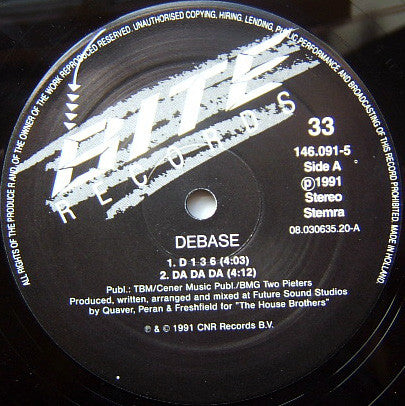 ALL RIGHTS OF THE PRODUCER AND, OF THE OWNER OF THE WORK REPRODUCED RESERVED. UNAUTHORISED COPYING, HIRING, LENDING, PUBLIC PERFORMANCE AND BROADCASTING OF THIS RECORD PROHIBITED. MADE IN HOLLAND.
BITE
RECORDS
33
146.091-5
Side A
℗1991
Stereo
Stemra
08.030635.20-A
DEBASE
1. D 1 3 6 (4:03)
2. DA DA DA (4:12)
Publ.: TBM/Cener Music Publ./BMG Two Pieters
Produced, written, arranged and mixed at Future Sound Studios
by Quaver, Peran & Freshfield for "The House Brothers"
℗ & © 1991 CNR Records B.V.